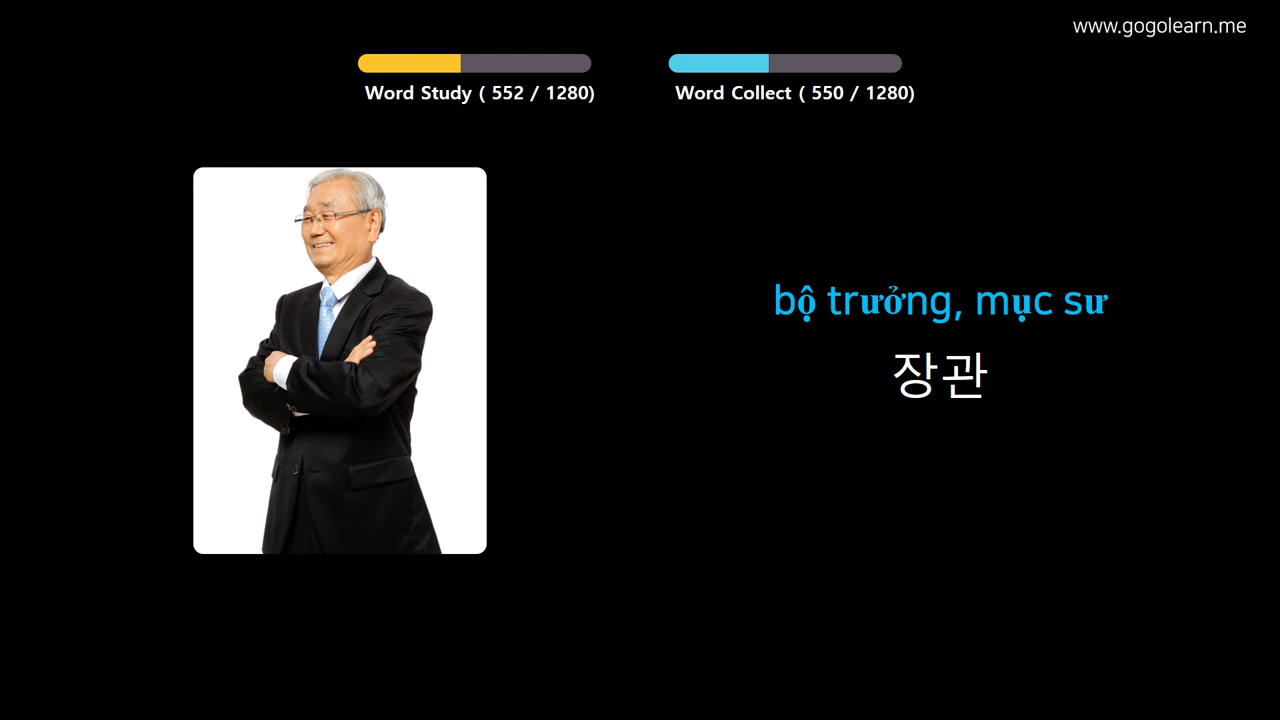 www.gogolearn.me
Word Study ( 552 / 1280)
Word Collect ( 550 / 1280)
bộ trưởng, mục sư
장관